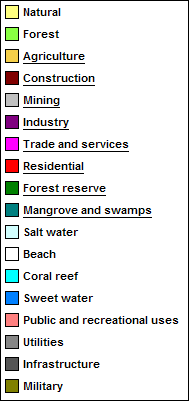 Natural
Forest
Agriculture
Construction
Mining
Industry
Trade and services
Residential
Forest reserve
Mangrove and swamps
Salt water
Beach
Coral reef
Sweet water
Public and recreational uses
Utilities
Infrastructure
Military